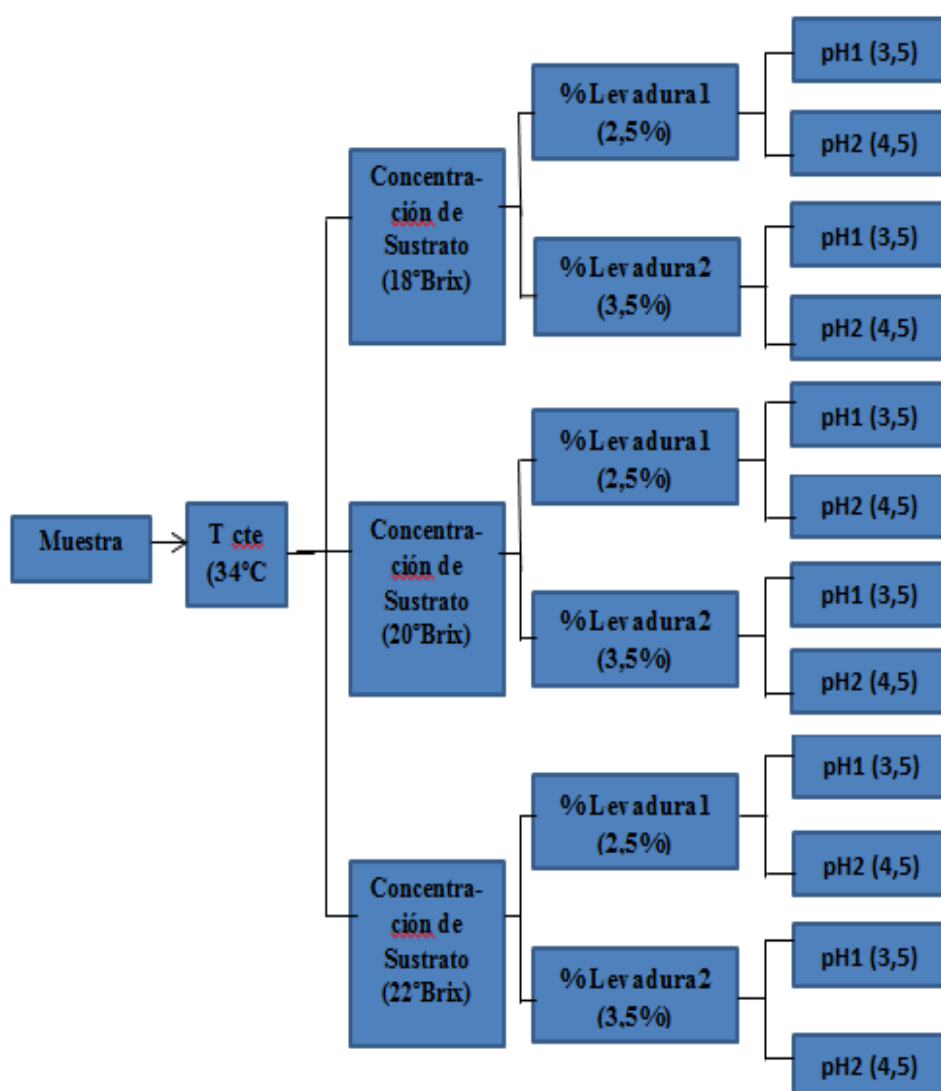 Muestra
T cte
(34°C
Concentra-
ción de
Sustrato
(18°Brix)
%Levadura1
(2,5%)
pH1 (3,5)
pH2 (4,5)
%Levadura2
(3,5%)
pH1 (3,5)
pH2 (4,5)
Concentra-
ción de
Sustrato
(20°Brix)
%Levadura1
(2,5%)
pH1 (3,5)
pH2 (4,5)
%Levadura2
(3,5%)
pH1 (3,5)
pH2 (4,5)
Concentra-
ción de
Sustrato
(22°Brix)
%Levadura1
(2,5%)
pH1 (3,5)
pH2 (4,5)
%Levadura2
(3,5%)
pH1 (3,5)
pH2 (4,5)